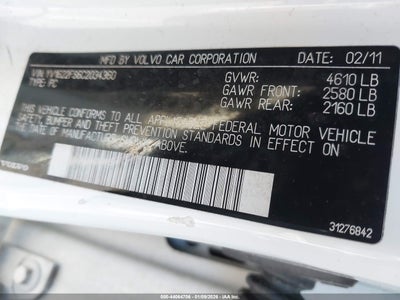 MFD BY VOLVO CAR CORPORATION DATE: 02/11
VIN: YV1622FS6C2034360 GVWR: 4610 LB
TYPE: PC GAWR FRONT: 2580 LB
GAWR REAR: 2160 LB
THIS VEHICLE CONFORMS TO ALL APPLICABLE U.S. FEDERAL MOTOR VEHICLE
SAFETY, BUMPER AND THEFT PREVENTION STANDARDS IN EFFECT ON
ABOVE.
VOLVO
31276842